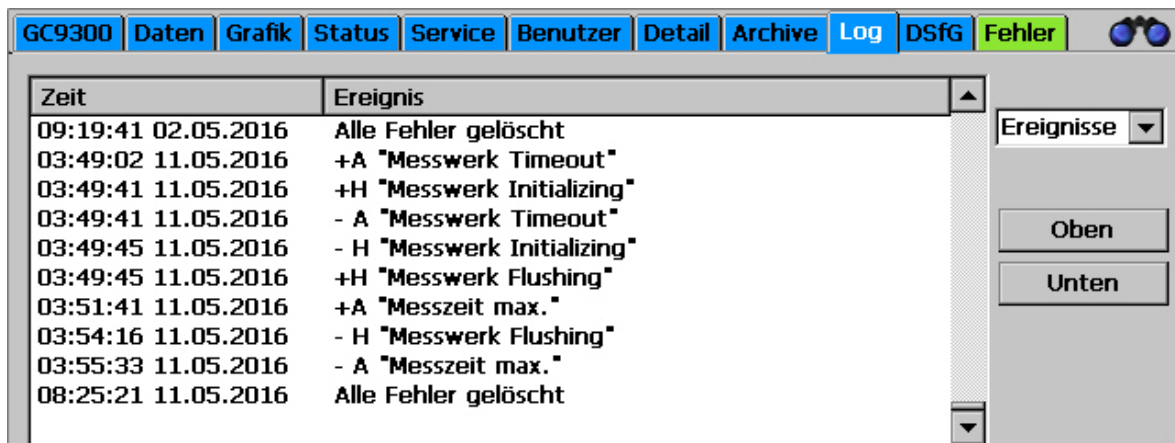 GC9300 Daten Grafik Status Service Benutzer Detail Archive Log DSfG Fehler
Zeit Ereignis
09:19:41 02.05.2016 Alle Fehler gelöscht
03:49:02 11.05.2016 +A "Messwerk Timeout"
03:49:41 11.05.2016 +H "Messwerk Initializing"
03:49:41 11.05.2016 - A "Messwerk Timeout"
03:49:45 11.05.2016 - H "Messwerk Initializing"
03:49:45 11.05.2016 +H "Messwerk Flushing"
03:51:41 11.05.2016 +A "Messzeit max."
03:54:16 11.05.2016 - H "Messwerk Flushing"
03:55:33 11.05.2016 - A "Messzeit max."
08:25:21 11.05.2016 Alle Fehler gelöscht
Ereignisse
Oben
Unten